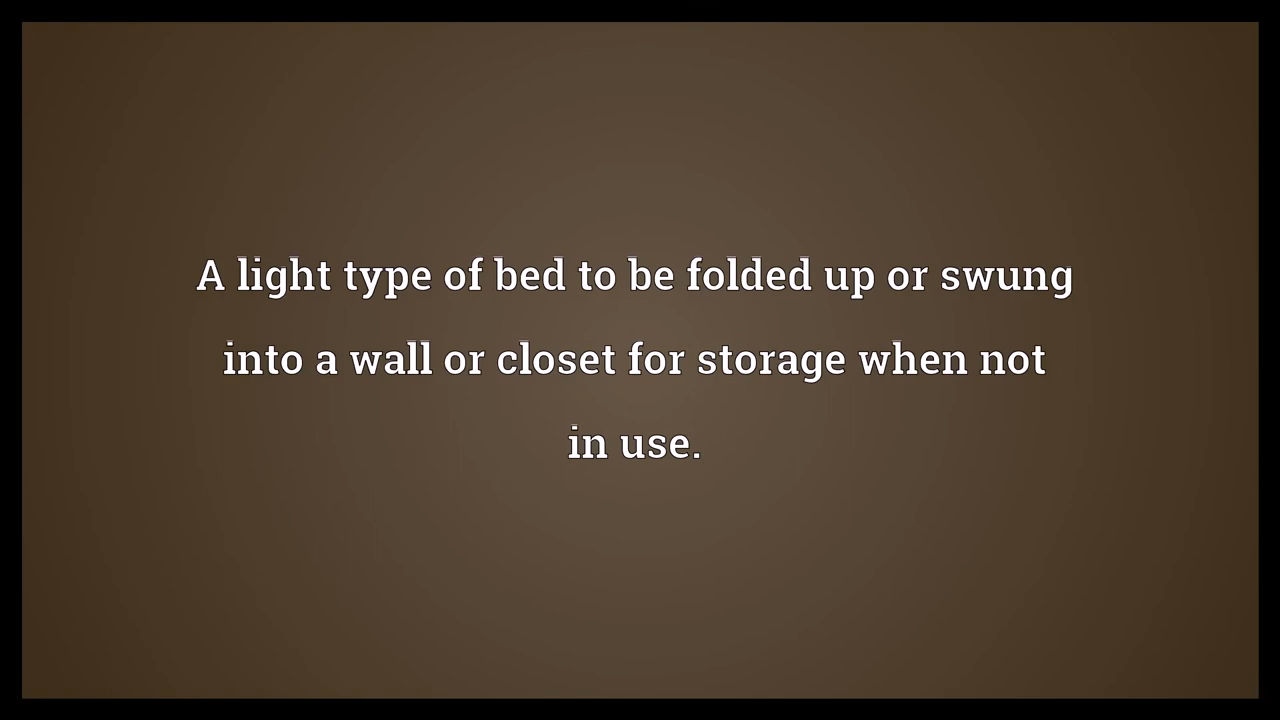 A light type of bed to be folded up or swung
into a wall or closet for storage when not
in use.